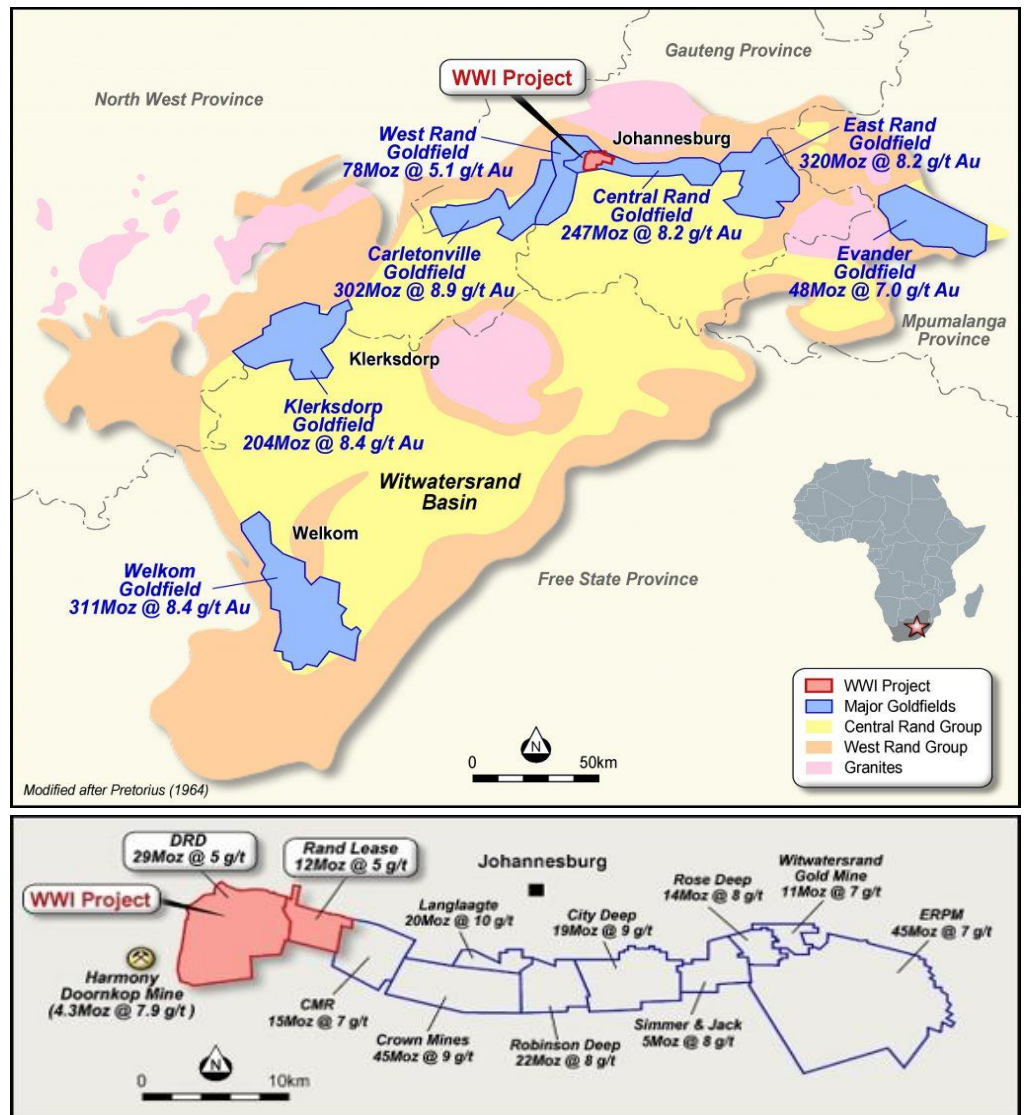 Gauteng Province
WWI Project
North West Province
West Rand
Goldfield
78Moz @ 5.1 g/t Au
Johannesburg
East Rand
Goldfield
320Moz @ 8.2 g/t Au
Central Rand
Goldfield
247Moz @ 8.2 g/t Au
Carletonville
Goldfield
302Moz @ 8.9 g/t Au
Evander
Goldfield
48Moz @ 7.0 g/t Au
Mpumalanga
Province
Klerksdorp
Klerksdorp
Goldfield
204Moz @ 8.4 g/t Au
Witwatersrand
Basin
Welkom
Welkom
Goldfield
311Moz @ 8.4 g/t Au
Free State Province
WWI Project
Major Goldfields
Central Rand Group
West Rand Group
Granites
N
0 50km
Modified after Pretorius (1964)
DRD
29Moz @ 5 g/t
Rand Lease
12Moz @ 5 g/t
WWI Project
Johannesburg
Langlaagte
20Moz @ 10 g/t
City Deep
19Moz @ 9 g/t
Rose Deep
14Moz @ 8 g/t
Witwatersrand
Gold Mine
11Moz @ 7 g/t
ERPM
45Moz @ 7 g/t
Harmony
Doornkop Mine
(4.3Moz @ 7.9 g/t )
CMR
15Moz @ 7 g/t
Crown Mines
45Moz @ 9 g/t
Robinson Deep
22Moz @ 8 g/t
Simmer & Jack
5Moz @ 8 g/t
N
0 10km